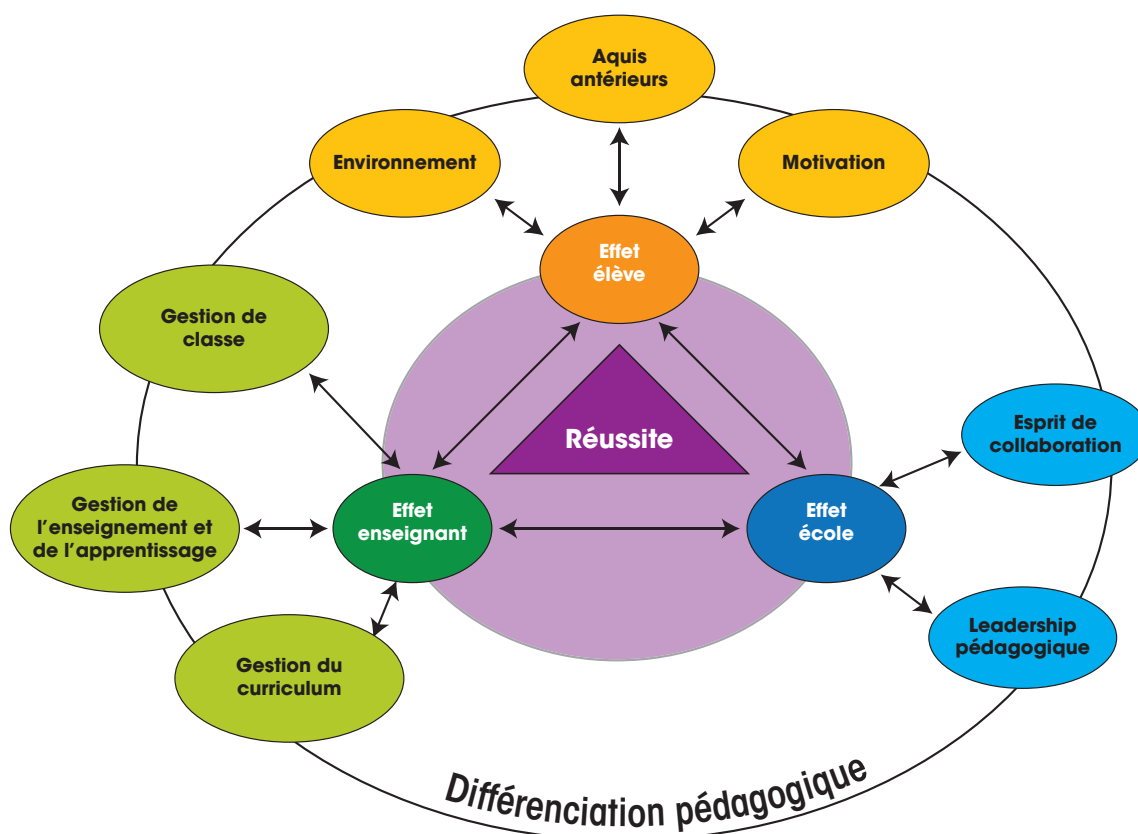 Aquis
antérieurs
Environnement
Motivation
Effet
élève
Gestion de
classe
Réussite
Esprit de
collaboration
Gestion de
l'enseignement et
de l'apprentissage
Effet
enseignant
Effet
école
Leadership
pédagogique
Gestion du
curriculum
Différenciation pédagogique